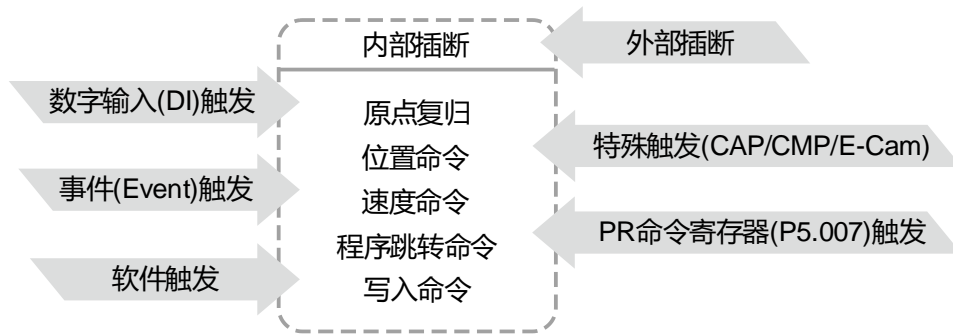 内部插断
外部插断
数字输入(DI)触发
原点复归
位置命令
特殊触发(CAP/CMP/E-Cam)
事件(Event)触发
速度命令
PR命令寄存器(P5.007)触发
程序跳转命令
软件触发
写入命令